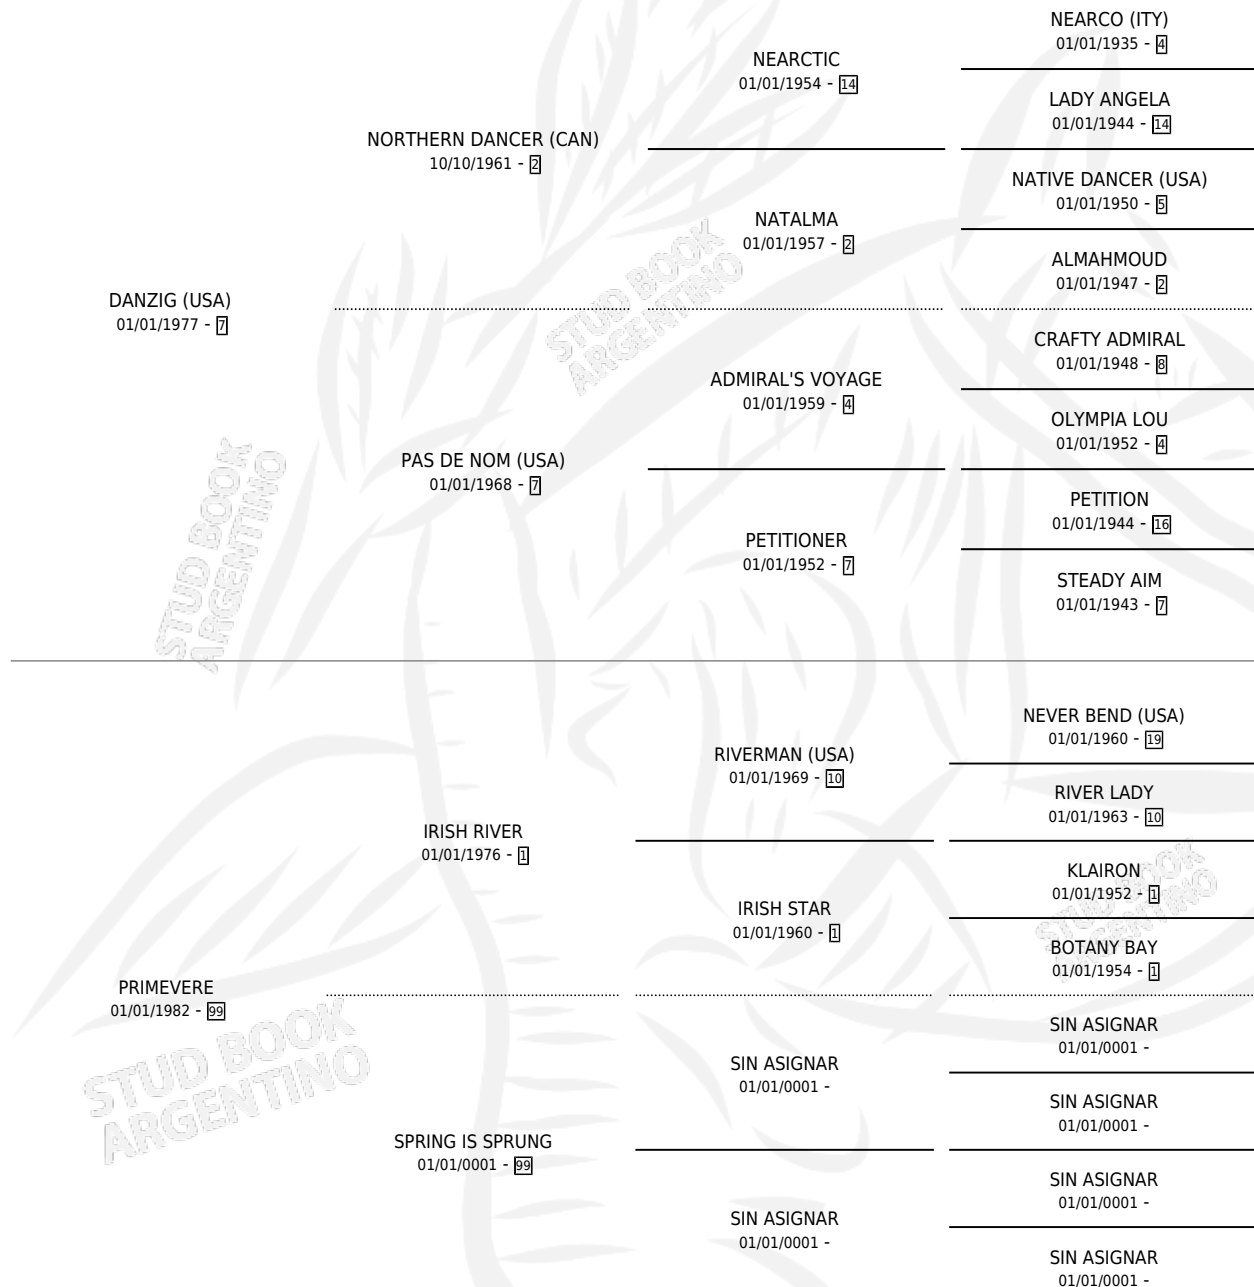 NEARCO (ITY)
01/01/1935 - 4
NEARCTIC
01/01/1954 - 14
LADY ANGELA
01/01/1944 - 14
NORTHERN DANCER (CAN)
10/10/1961 - 2
NATIVE DANCER (USA)
01/01/1950 - 5
NATALMA
01/01/1957 - 2
ALMAHMOUD
01/01/1947 - 2
DANZIG (USA)
01/01/1977 - 7
CRAFTY ADMIRAL
01/01/1948 - 8
ADMIRAL'S VOYAGE
01/01/1959 - 4
OLYMPIA LOU
01/01/1952 - 4
PAS DE NOM (USA)
01/01/1968 - 7
PETITION
01/01/1944 - 16
PETITIONER
01/01/1952 - 7
STEADY AIM
01/01/1943 - 7
NEVER BEND (USA)
01/01/1960 - 19
RIVERMAN (USA)
01/01/1969 - 10
RIVER LADY
01/01/1963 - 10
IRISH RIVER
01/01/1976 - 1
KLAIRON
01/01/1952 - 1
IRISH STAR
01/01/1960 - 1
BOTANY BAY
01/01/1954 - 1
PRIMEVERE
01/01/1982 - 99
SIN ASIGNAR
01/01/0001 -
SIN ASIGNAR
01/01/0001 -
SIN ASIGNAR
01/01/0001 -
SPRING IS SPRUNG
01/01/0001 - 99
SIN ASIGNAR
01/01/0001 -
SIN ASIGNAR
01/01/0001 -
SIN ASIGNAR
01/01/0001 -
STUD BOOK
ARGENTINO
STUD BOOK
ARGENTINO
STUD BOOK
ARGENTINO
STUD BOOK
ARGENTINO